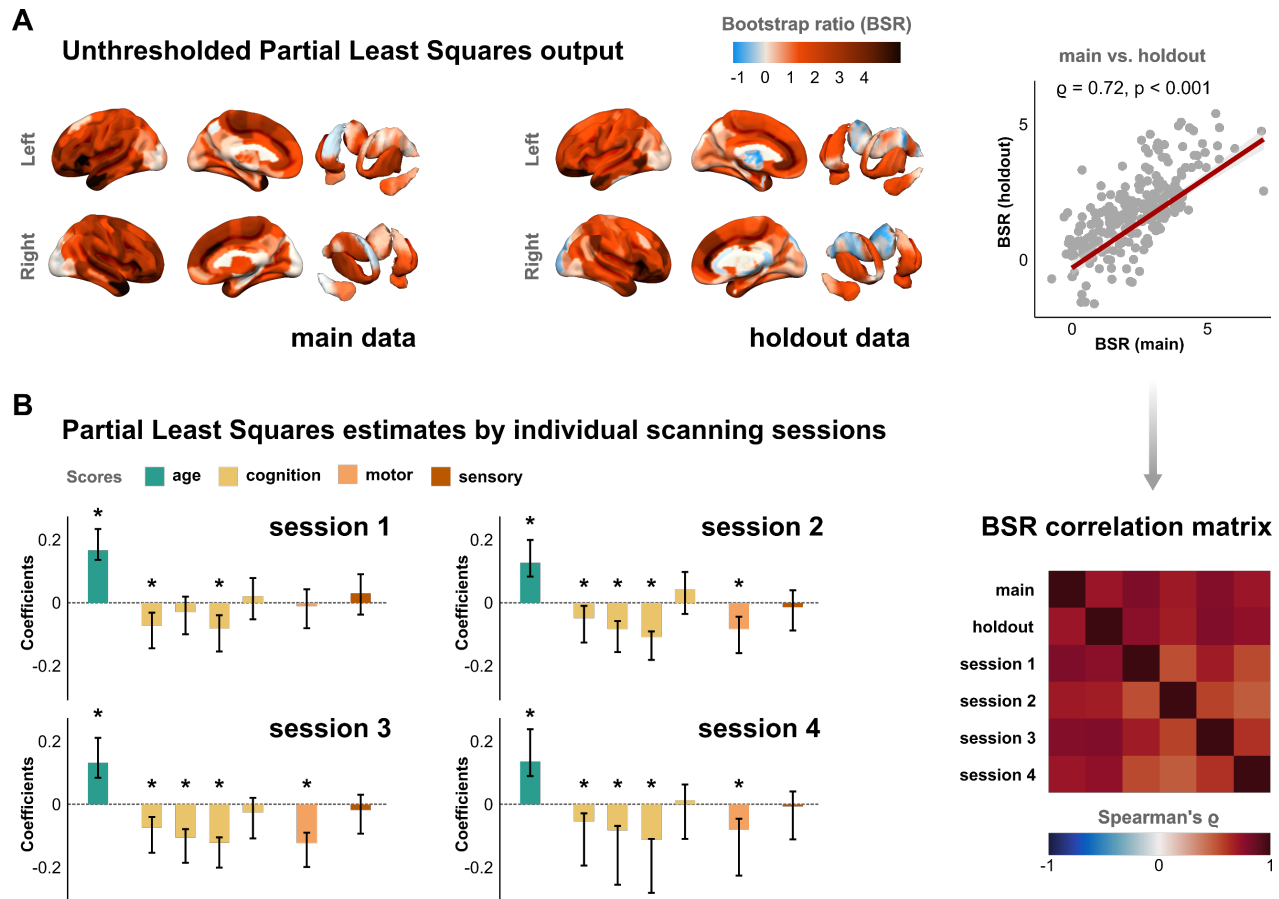 A
Unthresholded Partial Least Squares output
Bootstrap ratio (BSR)
-1 0 1 2 3 4
Left
Right
main data
Left
Right
holdout data
main vs. holdout
ϱ = 0.72, p < 0.001
BSR (holdout)
5
0
0 5
BSR (main)
B
Partial Least Squares estimates by individual scanning sessions
Scores age cognition motor sensory
session 1
Coefficients
0.2
0
-0.2
* * *
session 2
0.2
0
-0.2
* * * * *
session 3
Coefficients
0.2
0
-0.2
* * * * *
session 4
0.2
0
-0.2
* * * * *
BSR correlation matrix
main
holdout
session 1
session 2
session 3
session 4
Spearman's ϱ
-1 0 1